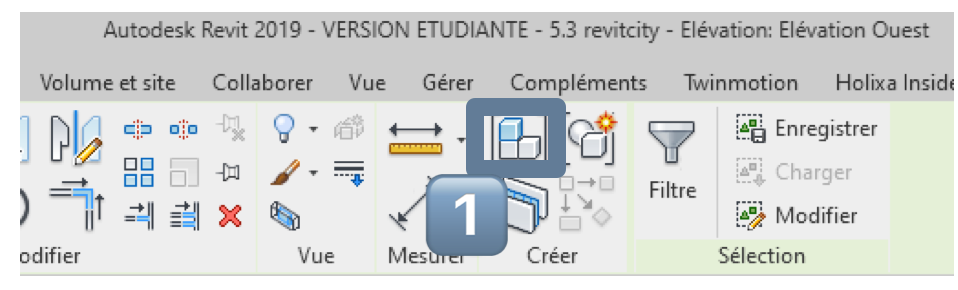 Autodesk Revit 2019 - VERSION ETUDIANTE - 5.3 revitcity - Elévation: Elévation Ouest
Volume et site Collaborer Vue Gérer Compléments Twinmotion Holixa Inside
Enregistrer
Filtre Charger
1 Modifier
odifier Vue Mesurer Créer Sélection